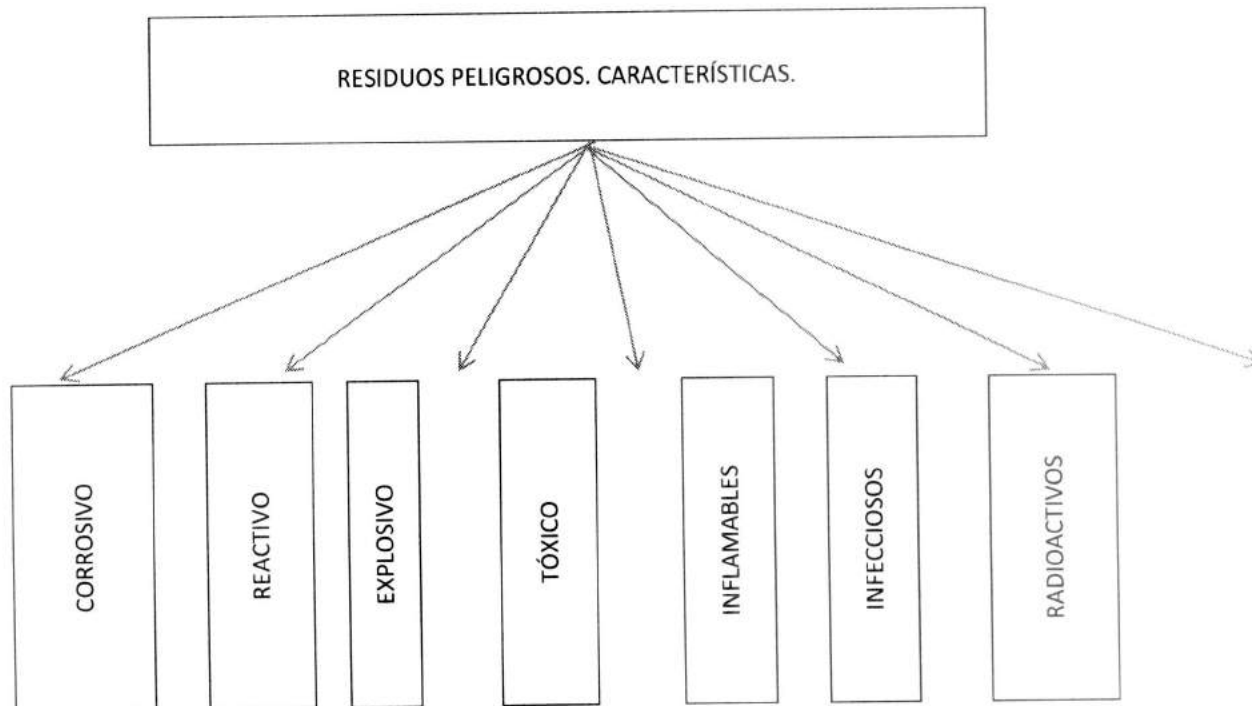 RESIDUOS PELIGROSOS. CARACTERÍSTICAS.
CORROSIVO
REACTIVO
EXPLOSIVO
TÓXICO
INFLAMABLES
INFECCIOSOS
RADIOACTIVOS